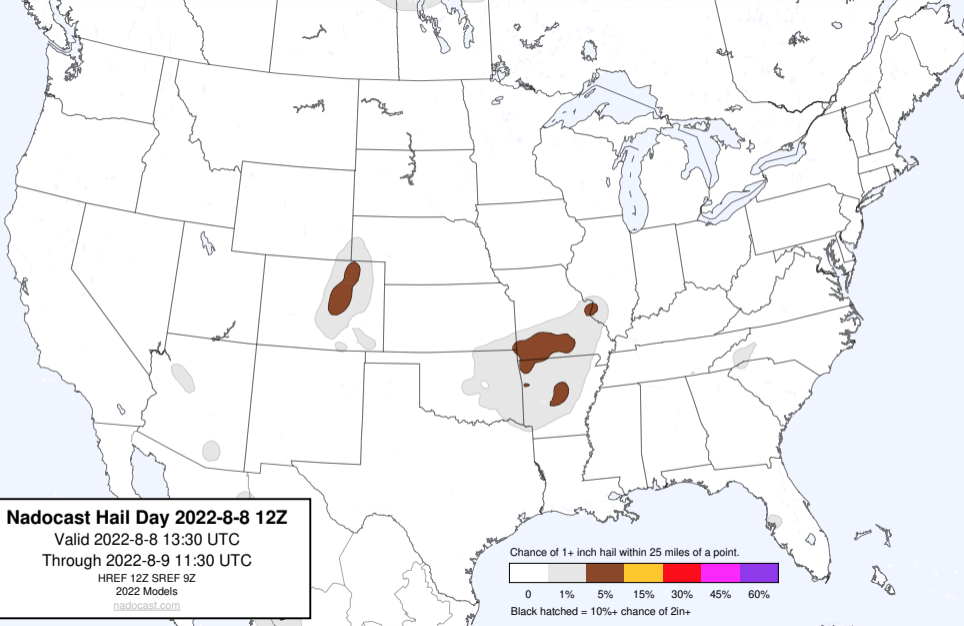 Nadocast Hail Day 2022-8-8 12Z
Valid 2022-8-8 13:30 UTC
Through 2022-8-9 11:30 UTC
HREF 12Z SREF 9Z
2022 Models
nadocast.com
Chance of 1+ inch hail within 25 miles of a point.
0 1% 5% 15% 30% 45% 60%
Black hatched = 10%+ chance of 2in+